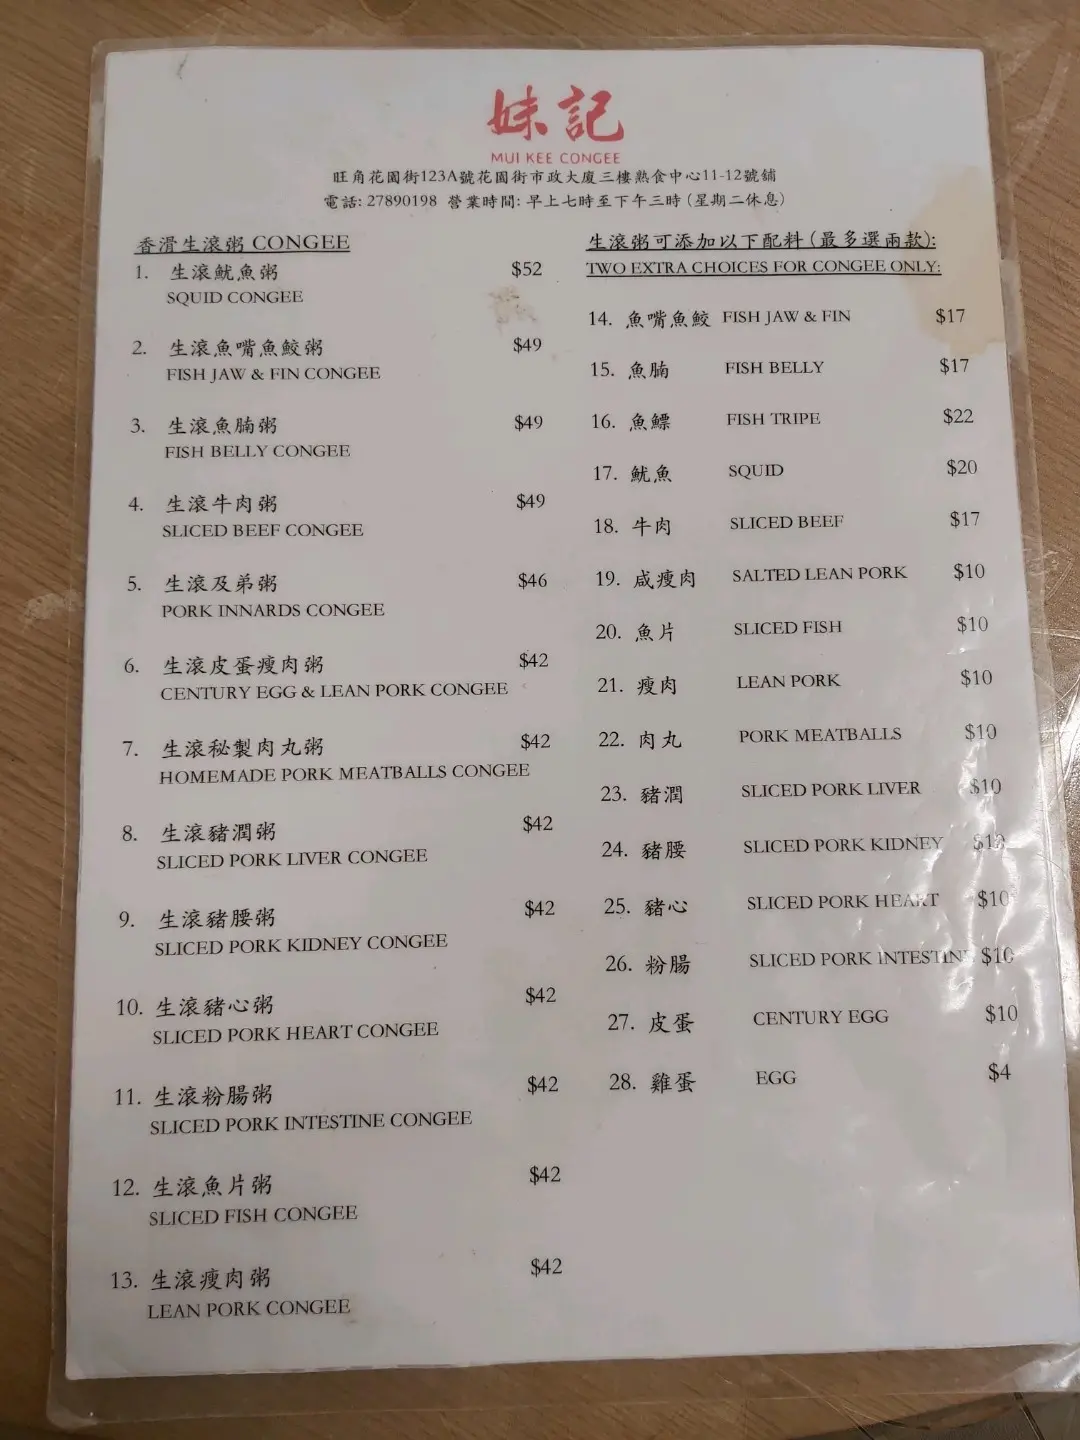 妹記
MUI KEE CONGEE
旺角花園街123A號花園街市政大廈三樓熟食中心11-12號舖
電話: 27890198 營業時間: 早上七時至下午三時 (星期二休息)
香滑生滾粥 CONGEE
1. 生滾魷魚粥 $52
SQUID CONGEE
2. 生滾魚嘴魚鮫粥 $49
FISH JAW & FIN CONGEE
3. 生滾魚腩粥 $49
FISH BELLY CONGEE
4. 生滾牛肉粥 $49
SLICED BEEF CONGEE
5. 生滾及弟粥 $46
PORK INNARDS CONGEE
6. 生滾皮蛋瘦肉粥 $42
CENTURY EGG & LEAN PORK CONGEE
7. 生滾秘製肉丸粥 $42
HOMEMADE PORK MEATBALLS CONGEE
8. 生滾豬潤粥 $42
SLICED PORK LIVER CONGEE
9. 生滾豬腰粥 $42
SLICED PORK KIDNEY CONGEE
10. 生滾豬心粥 $42
SLICED PORK HEART CONGEE
11. 生滾粉腸粥 $42
SLICED PORK INTESTINE CONGEE
12. 生滾魚片粥 $42
SLICED FISH CONGEE
13. 生滾瘦肉粥 $42
LEAN PORK CONGEE
生滾粥可添加以下配料 (最多選兩款):
TWO EXTRA CHOICES FOR CONGEE ONLY:
14. 魚嘴魚鮫 FISH JAW & FIN $17
15. 魚腩 FISH BELLY $17
16. 魚鰾 FISH TRIPE $22
17. 魷魚 SQUID $20
18. 牛肉 SLICED BEEF $17
19. 咸瘦肉 SALTED LEAN PORK $10
20. 魚片 SLICED FISH $10
21. 瘦肉 LEAN PORK $10
22. 肉丸 PORK MEATBALLS $10
23. 豬潤 SLICED PORK LIVER $10
24. 豬腰 SLICED PORK KIDNEY $10
25. 豬心 SLICED PORK HEART $10
26. 粉腸 SLICED PORK INTESTINE $10
27. 皮蛋 CENTURY EGG $10
28. 雞蛋 EGG $4